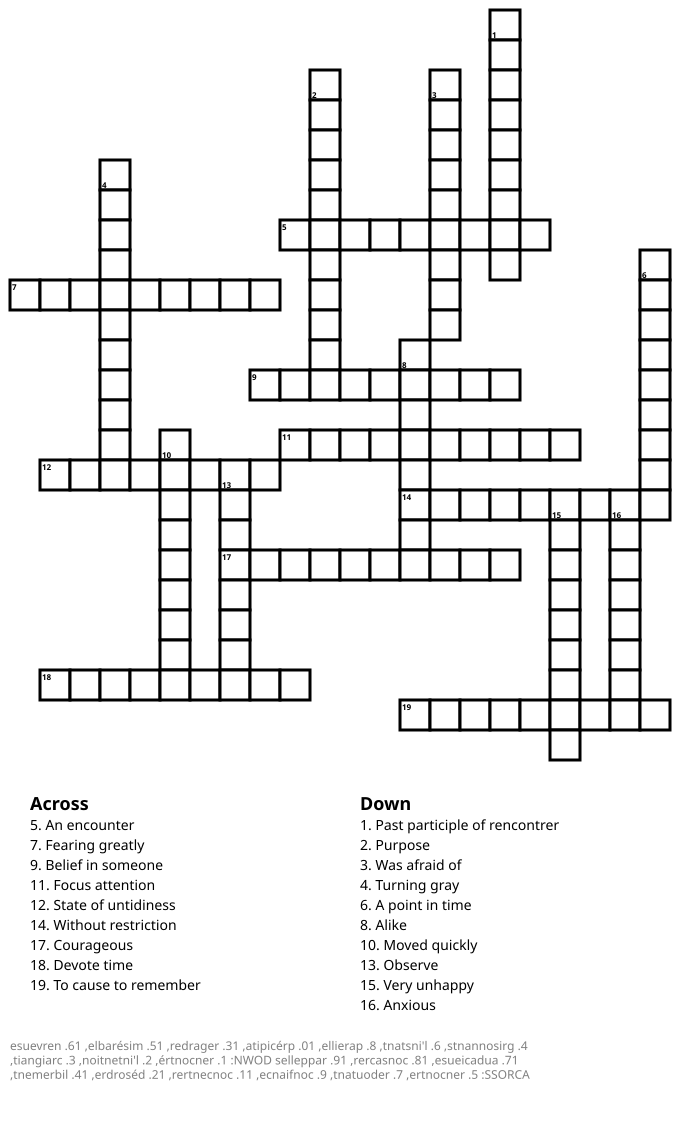 1
2 3
4
5
6
7
8
9
11
10
12
13
14
15 16
17
18
19
Across
5. An encounter
7. Fearing greatly
9. Belief in someone
11. Focus attention
12. State of untidiness
14. Without restriction
17. Courageous
18. Devote time
19. To cause to remember
Down
1. Past participle of rencontrer
2. Purpose
3. Was afraid of
4. Turning gray
6. A point in time
8. Alike
10. Moved quickly
13. Observe
15. Very unhappy
16. Anxious
esuevren .61 ,elbarésim .51 ,redrager .31 ,atipicérp .01 ,ellierap .8 ,tnatsni'l .6 ,stnannosirg .4
,tiangiarc .3 ,noitnetni'l .2 ,értnocner .1 :NWOD selleppar .91 ,rercasnoc .81 ,esueicadua .71
,tnemerbil .41 ,erdroséd .21 ,rertnecnoc .11 ,ecnaifnoc .9 ,tnatuoder .7 ,ertnocner .5 :SSORCA